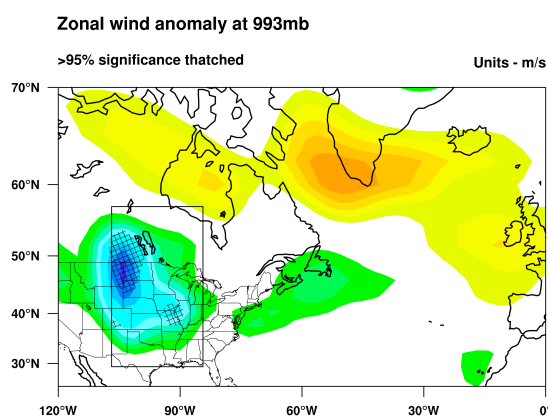 Zonal wind anomaly at 993mb
>95% significance thatched
Units - m/s
70°N
60°N
50°N
40°N
30°N
120°W 90°W 60°W 30°W 0°